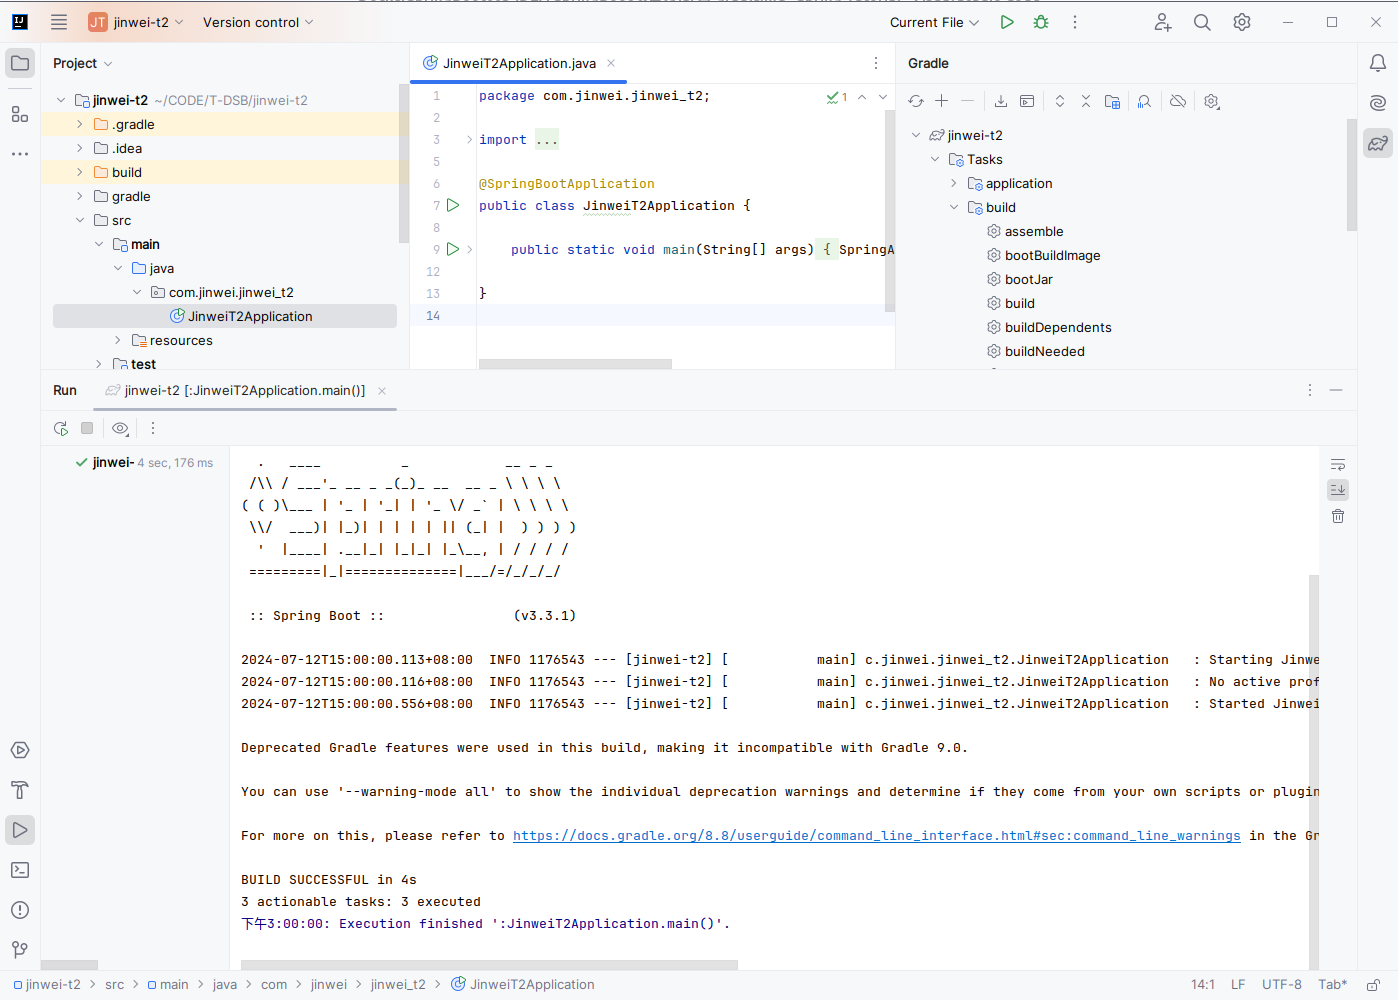 JT jinwei-t2 Version control Current File
Project
jinwei-t2 ~/CODE/T-DSB/jinwei-t2
.gradle
.idea
build
gradle
src
main
java
com.jinwei.jinwei_t2
JinweiT2Application
resources
test
JinweiT2Application.java
1 package com.jinwei.jinwei_t2;
1
2
3 import ...
5
6 @SpringBootApplication
7 public class JinweiT2Application {
8
9 public static void main(String[] args) { SpringA
12
13 }
14
Gradle
jinwei-t2
Tasks
application
build
assemble
bootBuildImage
bootJar
build
buildDependents
buildNeeded
Run jinwei-t2 [:JinweiT2Application.main()]
jinwei- 4 sec, 176 ms
  .   ____          _            __ _ _
 /\\ / ___'_ __ _ _(_)_ __  __ _ \ \ \ \
( ( )\___ | '_ | '_| | '_ \/ _` | \ \ \ \
 \\/  ___)| |_)| | | | | || (_| |  ) ) ) )
  '  |____| .__|_| |_|_| |_\__, | / / / /
 =========|_|==============|___/=/_/_/_/
:: Spring Boot :: (v3.3.1)
2024-07-12T15:00:00.113+08:00 INFO 1176543 --- [jinwei-t2] [ main] c.jinwei.jinwei_t2.JinweiT2Application : Starting Jinwe
2024-07-12T15:00:00.116+08:00 INFO 1176543 --- [jinwei-t2] [ main] c.jinwei.jinwei_t2.JinweiT2Application : No active prof
2024-07-12T15:00:00.556+08:00 INFO 1176543 --- [jinwei-t2] [ main] c.jinwei.jinwei_t2.JinweiT2Application : Started Jinwei
Deprecated Gradle features were used in this build, making it incompatible with Gradle 9.0.
You can use '--warning-mode all' to show the individual deprecation warnings and determine if they come from your own scripts or plugin
For more on this, please refer to https://docs.gradle.org/8.8/userguide/command_line_interface.html#sec:command_line_warnings in the Gr
BUILD SUCCESSFUL in 4s
3 actionable tasks: 3 executed
下午3:00:00: Execution finished ':JinweiT2Application.main()'.
jinwei-t2 > src > main > java > com > jinwei > jinwei_t2 > JinweiT2Application 14:1 LF UTF-8 Tab*